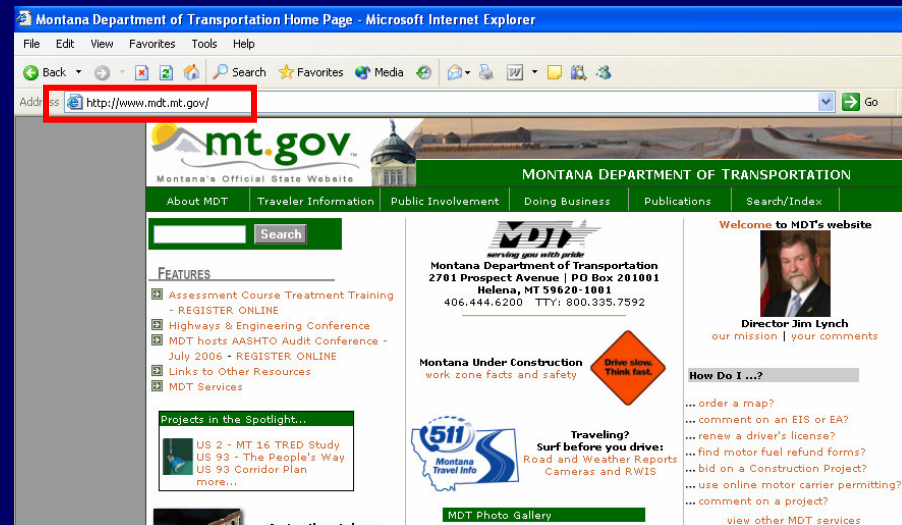 Montana Department of Transportation Home Page - Microsoft Internet Explorer
File Edit View Favorites Tools Help
Back Search Favorites Media
Address http://www.mdt.mt.gov/ Go
mt.gov
Montana's Official State Website
MONTANA DEPARTMENT OF TRANSPORTATION
About MDT Traveler Information Public Involvement Doing Business Publications Search/Index
Search
FEATURES
Assessment Course Treatment Training
- REGISTER ONLINE
Highways & Engineering Conference
MDT hosts AASHTO Audit Conference -
July 2006 - REGISTER ONLINE
Links to Other Resources
MDT Services
Projects in the Spotlight...
US 2 - MT 16 TRED Study
US 93 - The People's Way
US 93 Corridor Plan
more...
MDT
serving you with pride
Montana Department of Transportation
2701 Prospect Avenue | PO Box 201001
Helena, MT 59620-1001
406.444.6200 TTY: 800.335.7592
Montana Under Construction
work zone facts and safety
Drive slow.
Think fast.
511
Montana
Travel Info
Traveling?
Surf before you drive:
Road and Weather Reports
Cameras and RWIS
MDT Photo Gallery
Welcome to MDT's website
Director Jim Lynch
our mission | your comments
How Do I ...?
... order a map?
... comment on an EIS or EA?
... renew a driver's license?
... find motor fuel refund forms?
... bid on a Construction Project?
... use online motor carrier permitting?
... comment on a project?
view other MDT services